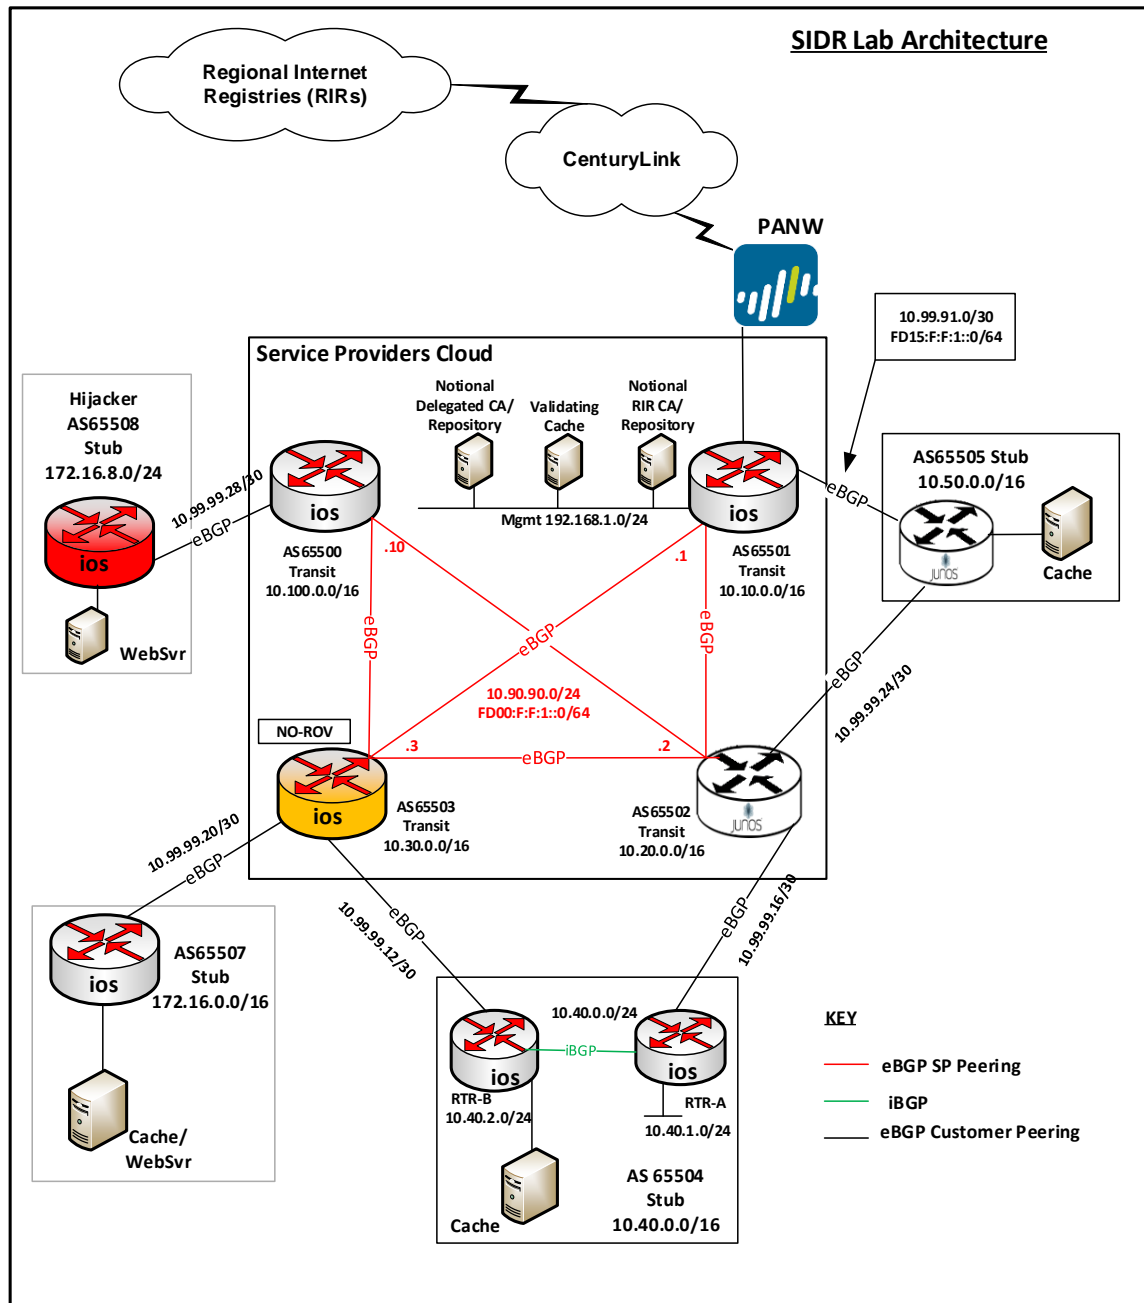 SIDR Lab Architecture
Regional Internet
Registries (RIRs)
CenturyLink
PANW
10.99.91.0/30
FD15:F:F:1::0/64
Service Providers Cloud
Notional
Delegated CA/
Repository
Validating
Cache
Notional
RIR CA/
Repository
Mgmt 192.168.1.0/24
Hijacker
AS65508
Stub
172.16.8.0/24
ios
WebSvr
10.99.99.28/30
eBGP
ios
AS65500
Transit
10.100.0.0/16
.10
ios
AS65501
Transit
10.10.0.0/16
.1
eBGP
AS65505 Stub
10.50.0.0/16
JUNOS
Cache
eBGP
eBGP
eBGP
eBGP
10.99.99.24/30
10.90.90.0/24
FD00:F:F:1::0/64
NO-ROV
.3
eBGP
.2
ios
AS65503
Transit
10.30.0.0/16
AS65502
Transit
10.20.0.0/16
JUNOS
10.99.99.20/30
eBGP
eBGP
10.99.99.12/30
eBGP
10.99.99.16/30
AS65507
Stub
172.16.0.0/16
ios
Cache/
WebSvr
10.40.0.0/24
iBGP
ios
ios
RTR-B
10.40.2.0/24
RTR-A
10.40.1.0/24
Cache
AS 65504
Stub
10.40.0.0/16
KEY
eBGP SP Peering
iBGP
eBGP Customer Peering